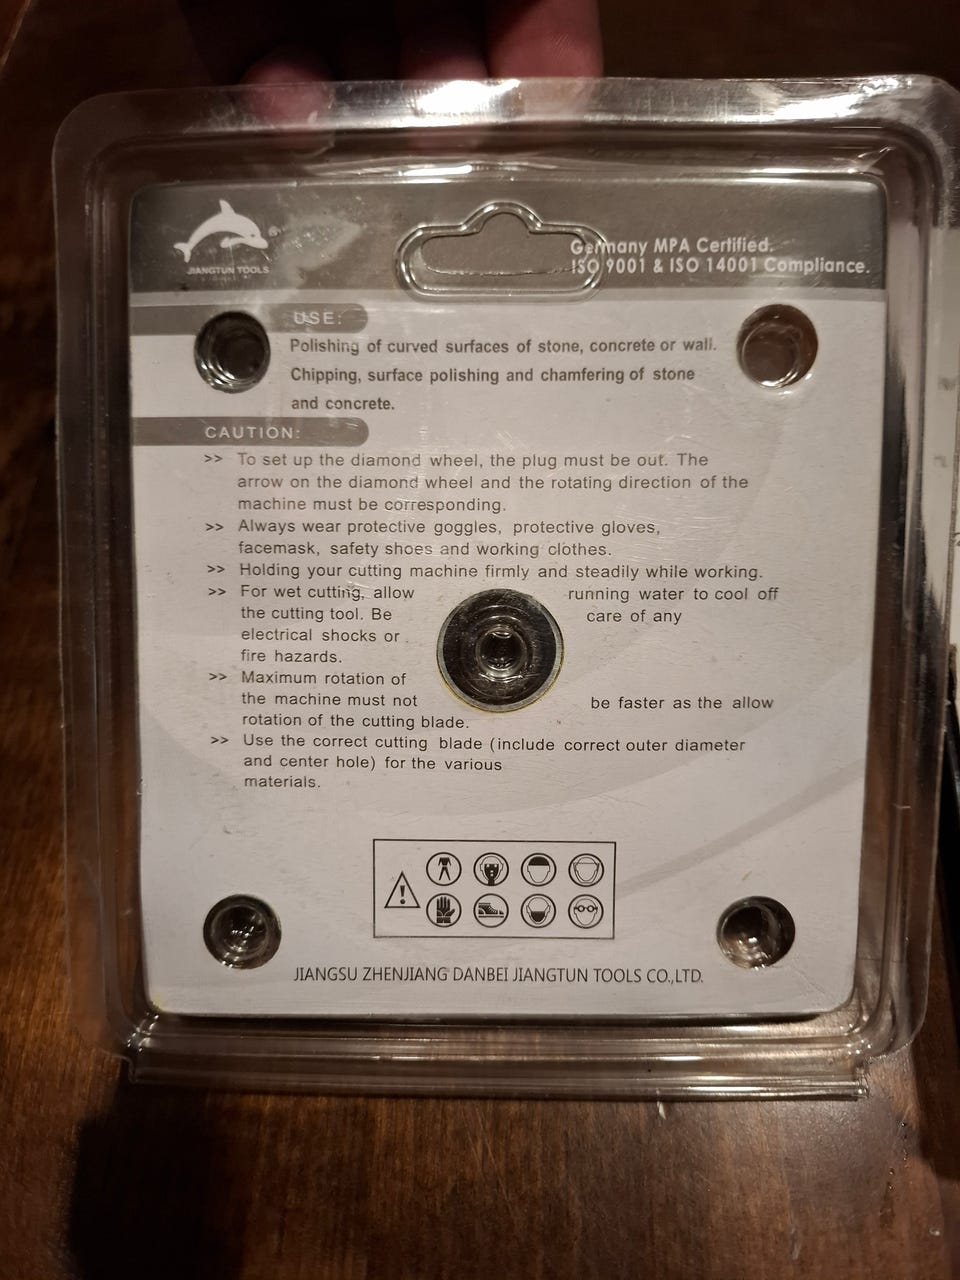 JIANGTUN TOOLS
Germany MPA Certified.
ISO 9001 & ISO 14001 Compliance.
USE:
Polishing of curved surfaces of stone, concrete or wall.
Chipping, surface polishing and chamfering of stone
and concrete.
CAUTION:
>> To set up the diamond wheel, the plug must be out. The
arrow on the diamond wheel and the rotating direction of the
machine must be corresponding.
>> Always wear protective goggles, protective gloves,
facemask, safety shoes and working clothes.
>> Holding your cutting machine firmly and steadily while working.
>> For wet cutting, allow running water to cool off
the cutting tool. Be care of any
electrical shocks or
fire hazards.
>> Maximum rotation of
the machine must not be faster as the allow
rotation of the cutting blade.
>> Use the correct cutting blade (include correct outer diameter
and center hole) for the various
materials.
JIANGSU ZHENJIANG DANBEI JIANGTUN TOOLS CO.,LTD.